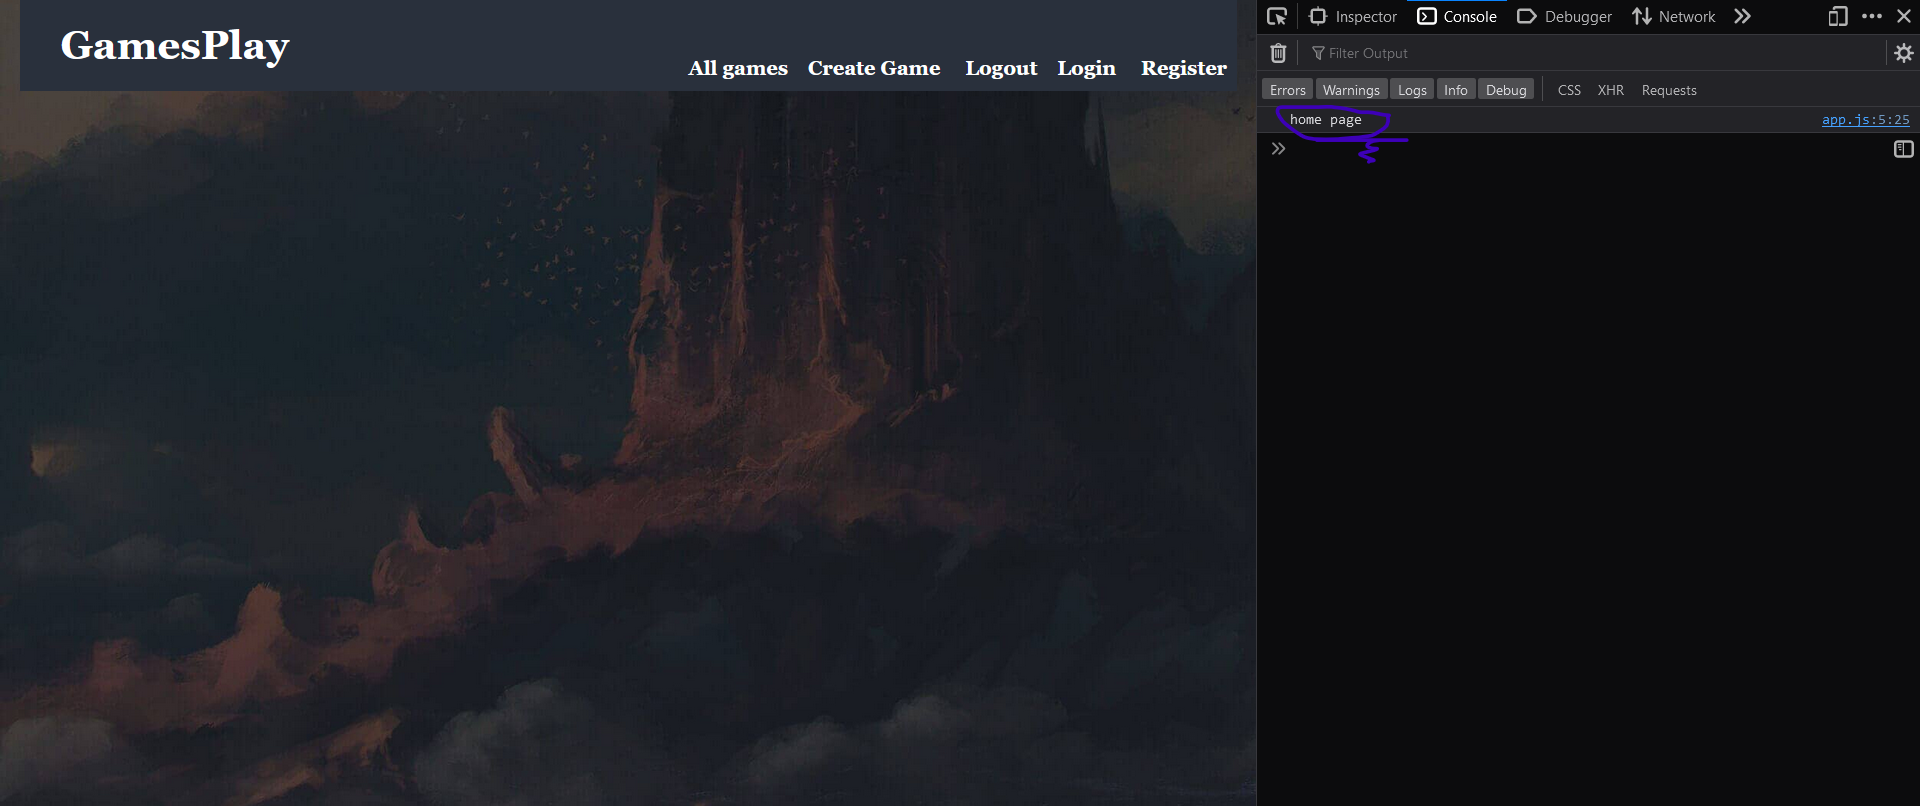 GamesPlay
All games Create Game Logout Login Register
Inspector Console Debugger Network
Filter Output
Errors Warnings Logs Info Debug CSS XHR Requests
home page app.js:5:25